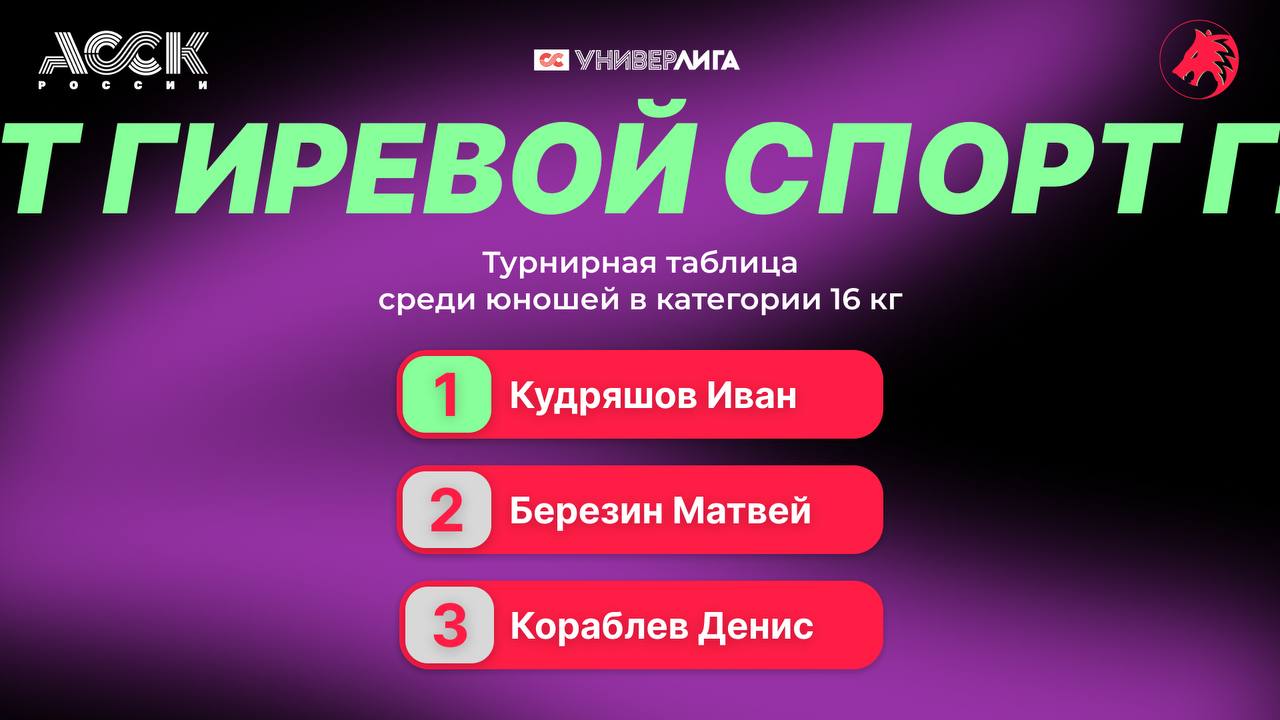 АССК
РОССИИ
СС УНИВЕРЛИГА
Т ГИРЕВОЙ СПОРТ Г
Турнирная таблица
среди юношей в категории 16 кг
1 Кудряшов Иван
2 Березин Матвей
3 Кораблев Денис